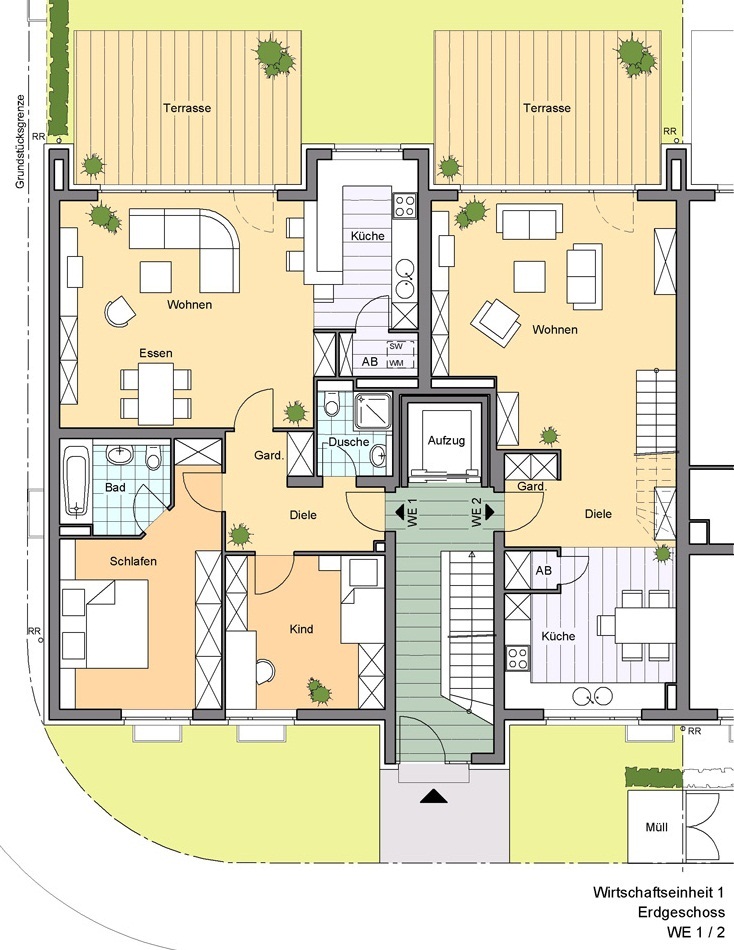 Terrasse
Terrasse
Grundstücksgrenze
RR
RR
Küche
Wohnen
Wohnen
Essen
SW
AB
WM
Dusche
Aufzug
Gard.
Bad
Gard.
Diele
WE 1
WE 2
Diele
Schlafen
AB
Kind
Küche
RR
RR
Müll
Wirtschaftseinheit 1
Erdgeschoss
WE 1 / 2